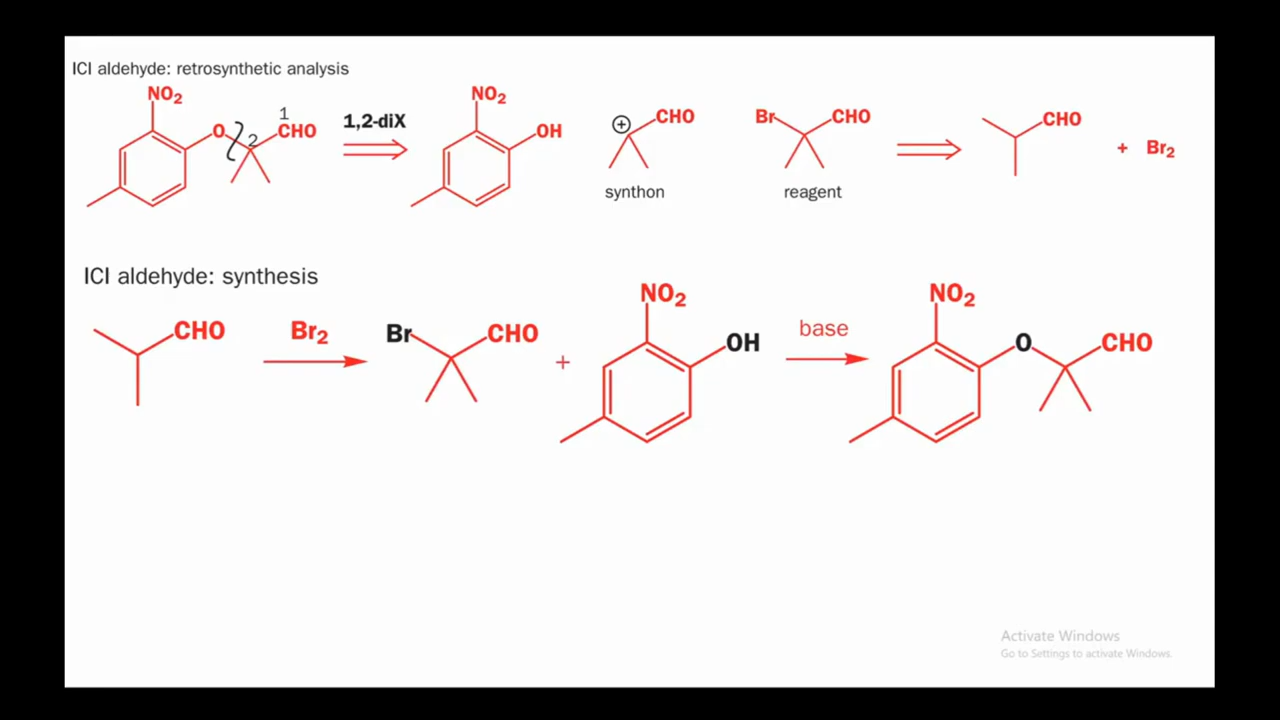 ICI aldehyde: retrosynthetic analysis
NO2 O 2 1 CHO
1,2-diX
NO2 OH
+ CHO
synthon
Br CHO
reagent
CHO + Br2
ICI aldehyde: synthesis
CHO
Br2
Br CHO
+
NO2 OH
base
NO2 O CHO
Activate Windows
Go to Settings to activate Windows.